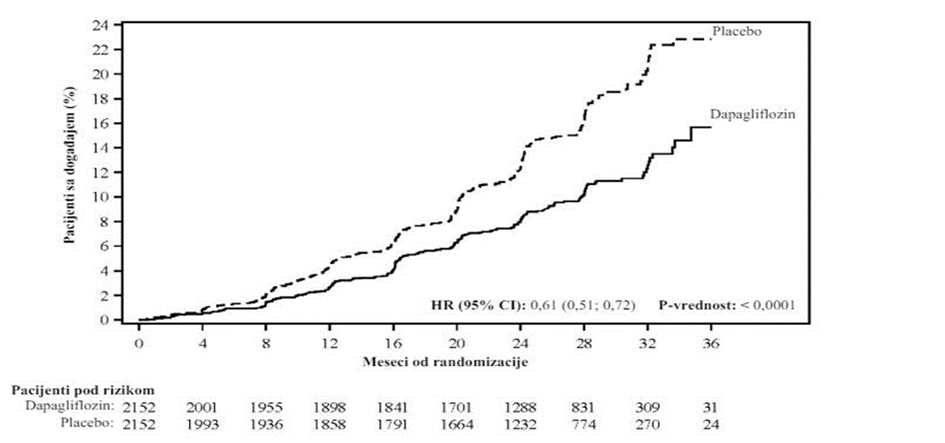 24
22
20
18
16
14
12
10
8
6
4
2
0
Pacijenti sa događajem (%)
Placebo
Dapagliflozin
HR (95% CI): 0,61 (0,51; 0,72) P-vrednost: < 0,0001
0 4 8 12 16 20 24 28 32 36
Meseci od randomizacije
Pacijenti pod rizikom
Dapagliflozin: 2152 2001 1955 1898 1841 1701 1288 831 309 31
Placebo: 2152 1993 1936 1858 1791 1664 1232 774 270 24